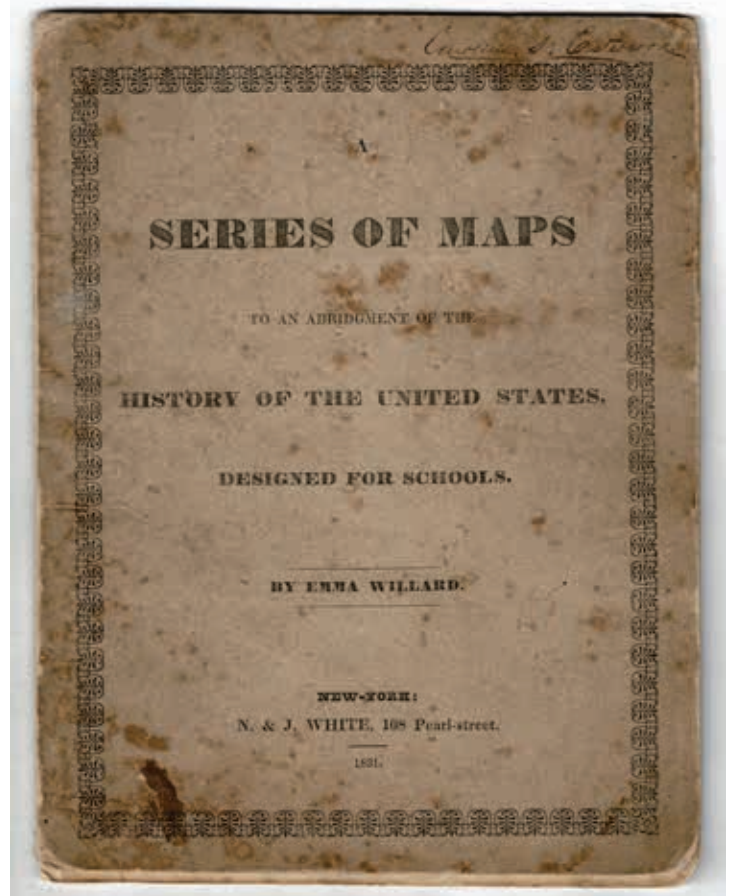 A
SERIES OF MAPS
TO AN ABRIDGMENT OF THE
HISTORY OF THE UNITED STATES,
DESIGNED FOR SCHOOLS.
BY EMMA WILLARD.
NEW-YORK:
N. & J. WHITE, 108 Pearl-street.
1831.